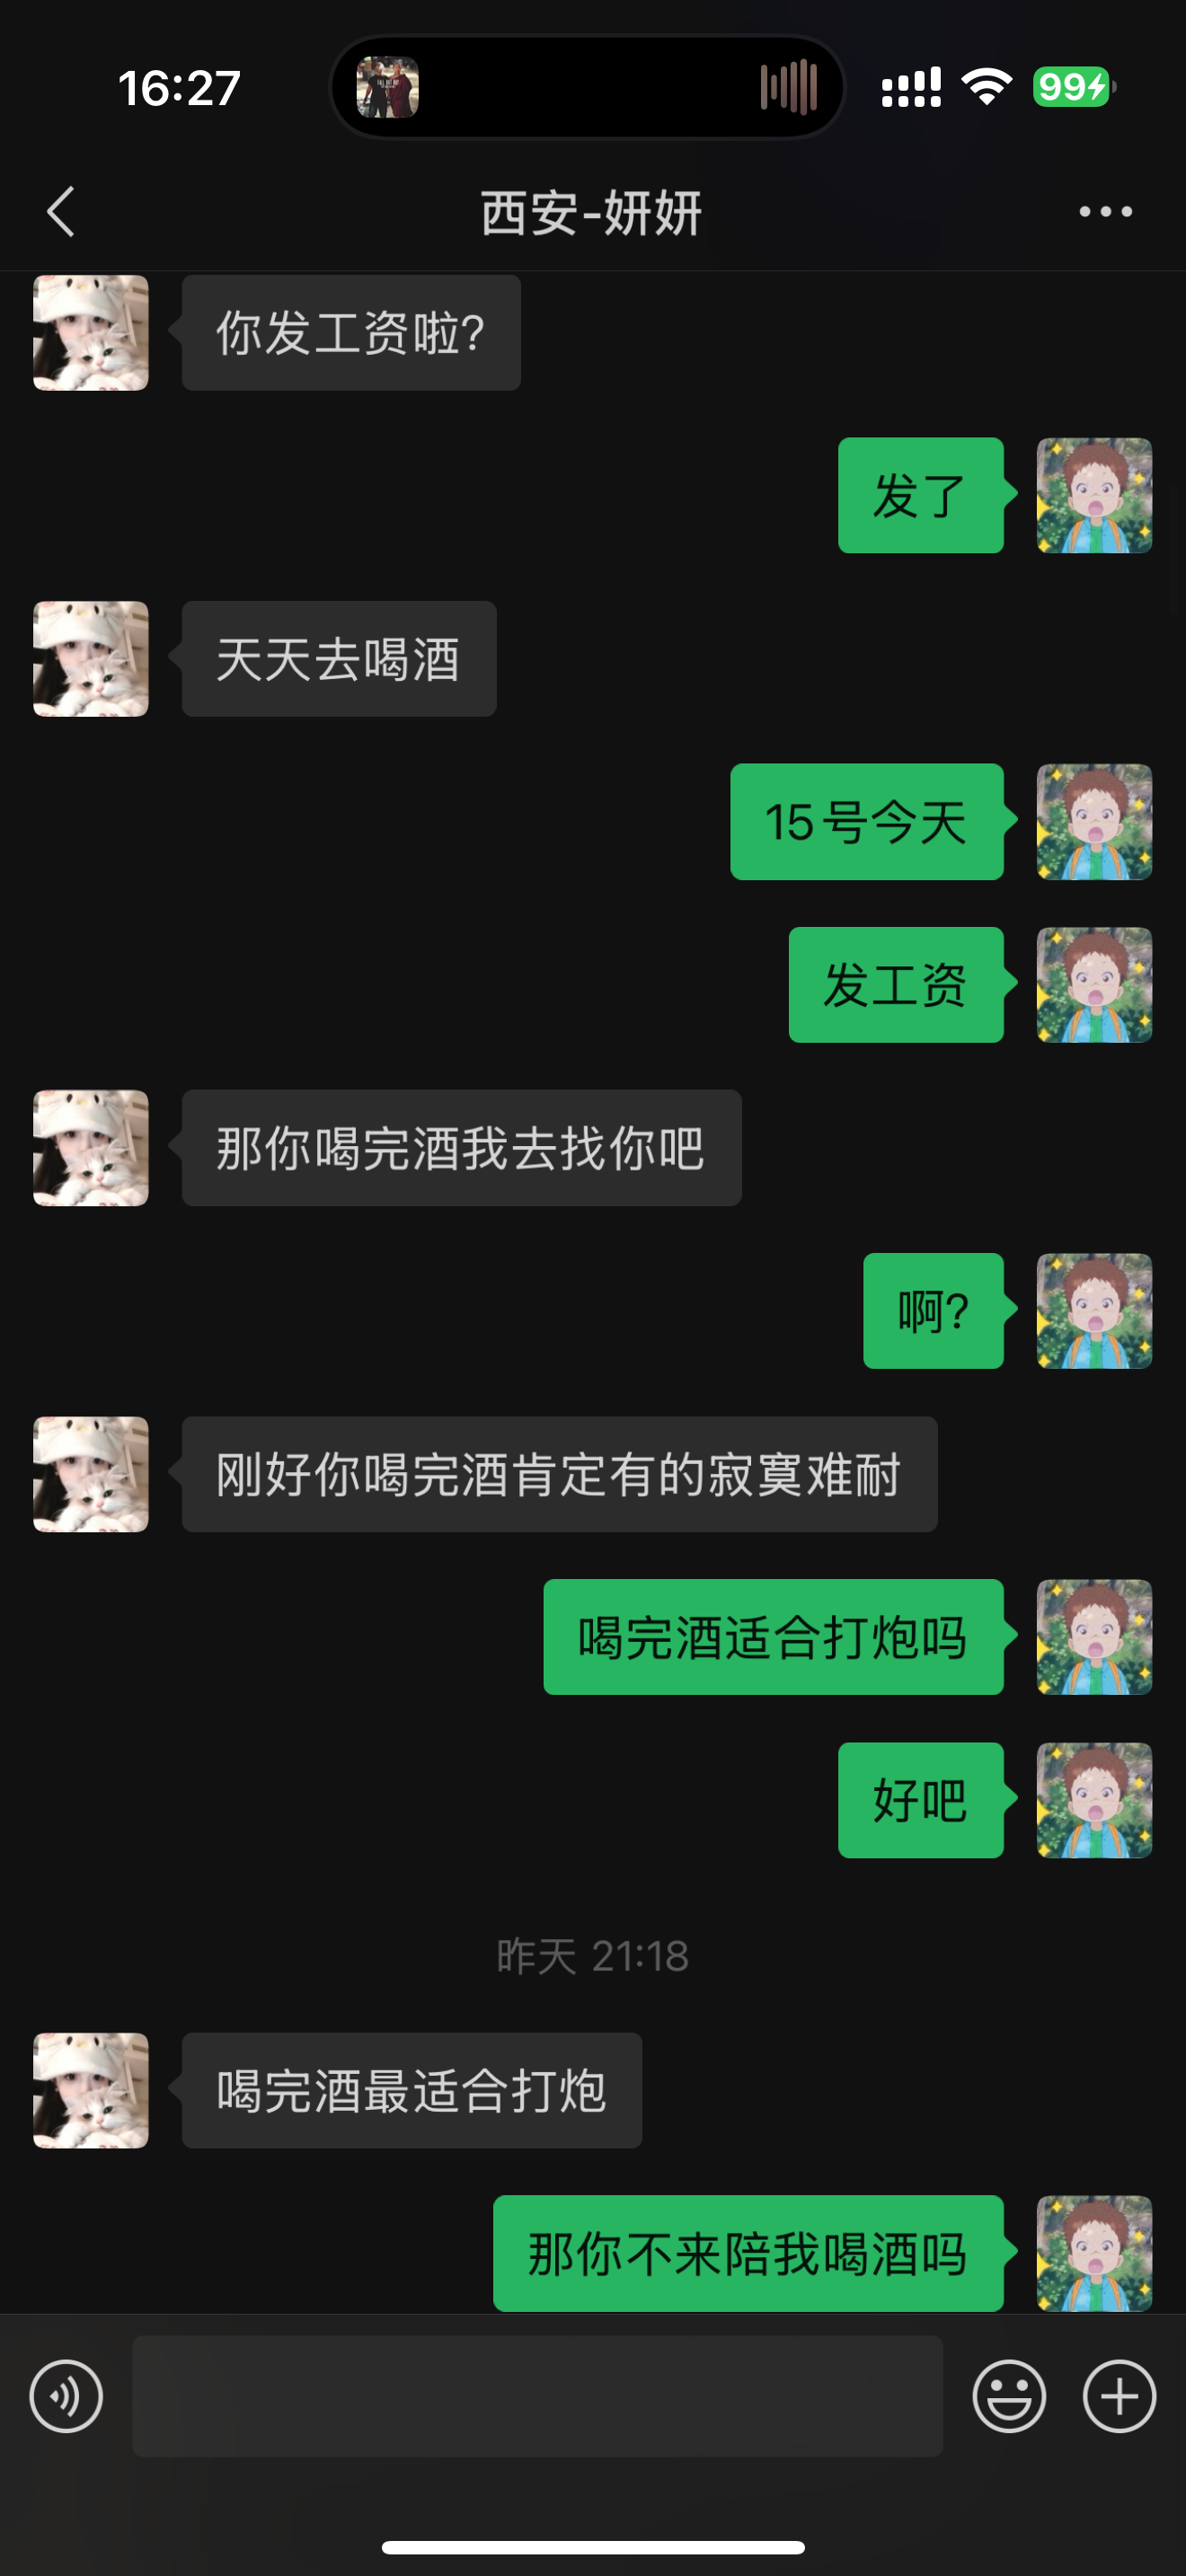 16:27
99
西安-妍妍
你发工资啦?
发了
天天去喝酒
15号今天
发工资
那你喝完酒我去找你吧
啊?
刚好你喝完酒肯定有的寂寞难耐
喝完酒适合打炮吗
好吧
昨天 21:18
喝完酒最适合打炮
那你不来陪我喝酒吗